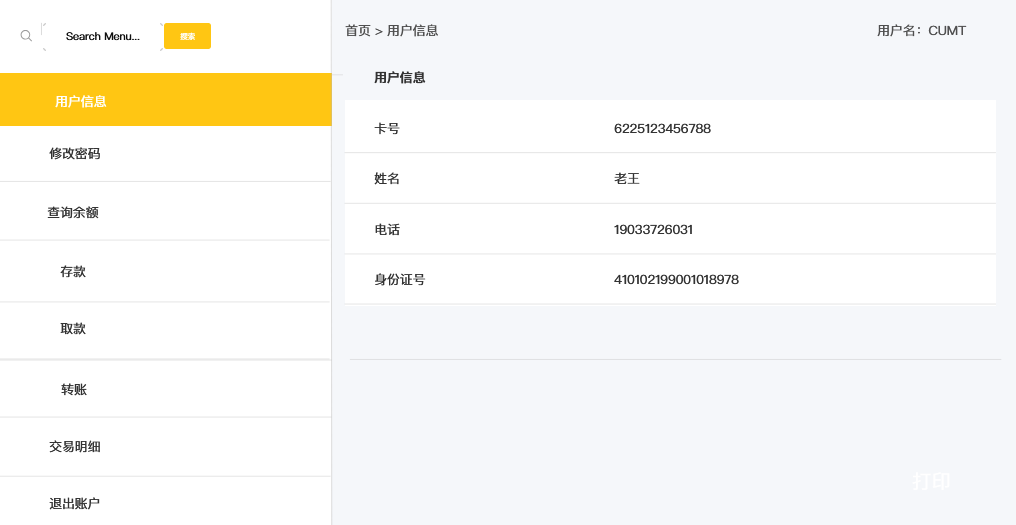 Search Menu...
搜索
用户信息
修改密码
查询余额
存款
取款
转账
交易明细
退出账户
首页 > 用户信息
用户名：CUMT
用户信息
卡号 6225123456788
姓名 老王
电话 19033726031
身份证号 410102199001018978
打印